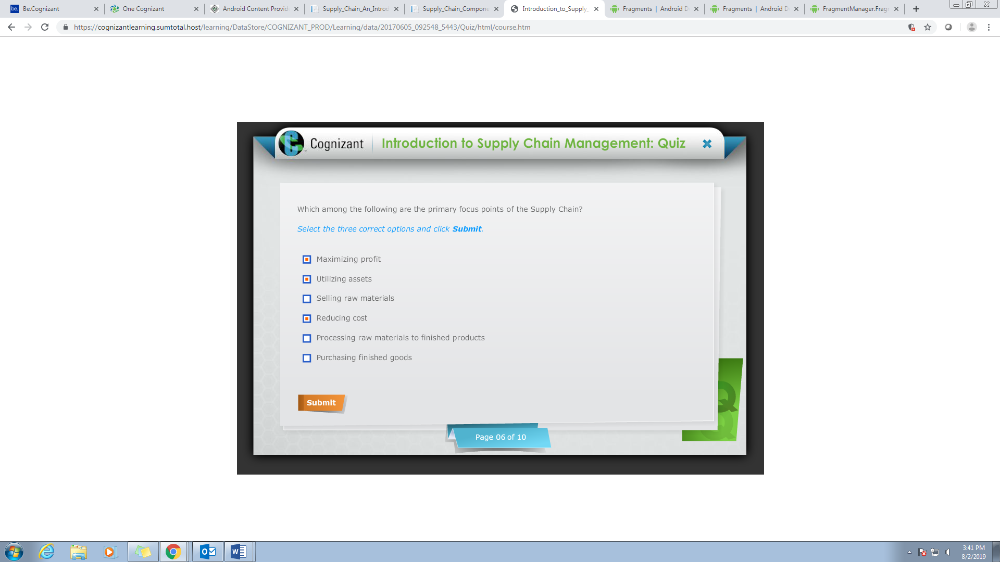 be. Be.Cognizant
One Cognizant
Android Content Provid
Supply_Chain_An_Introd
Supply_Chain_Compone
Introduction_to_Supply_
Fragments | Android D
Fragments | Android D
FragmentManager.Frag
https://cognizantlearning.sumtotal.host/learning/DataStore/COGNIZANT_PROD/Learning/data/20170605_092548_5443/Quiz/html/course.htm
Cognizant
Introduction to Supply Chain Management: Quiz
Which among the following are the primary focus points of the Supply Chain?
Select the three correct options and click Submit.
Maximizing profit
Utilizing assets
Selling raw materials
Reducing cost
Processing raw materials to finished products
Purchasing finished goods
Submit
Page 06 of 10
3:41 PM
8/2/2019